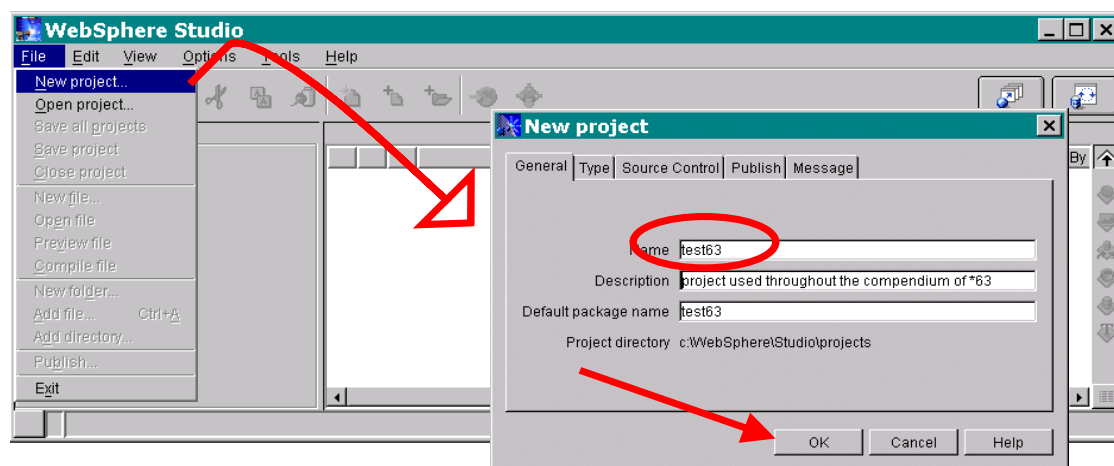 WebSphere Studio
File Edit View Options Tools Help
New project...
Open project...
Save all projects
Save project
Close project
New file...
Open file
Preview file
Compile file
New folder...
Add file... Ctrl+A
Add directory...
Publish...
Exit
By
New project
General Type Source Control Publish Message
Name test63
Description project used throughout the compendium of *63
Default package name test63
Project directory c:\WebSphere\Studio\projects
OK Cancel Help